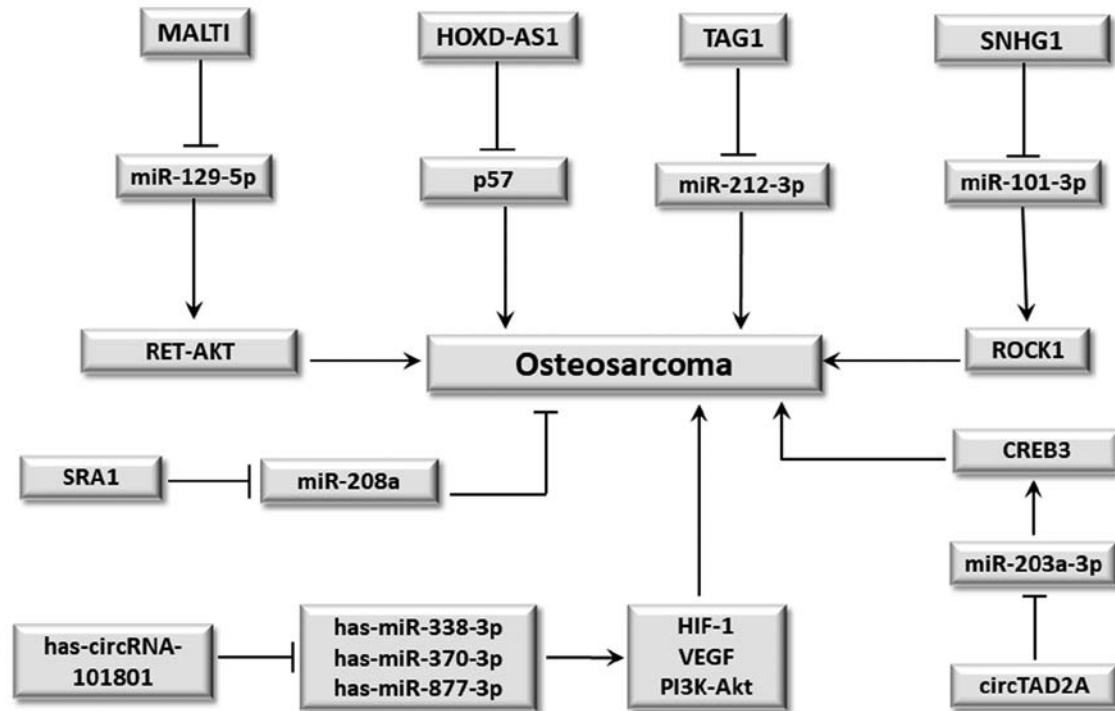 MALTI
HOXD-AS1
TAG1
SNHG1
miR-129-5p
p57
miR-212-3p
miR-101-3p
RET-AKT
Osteosarcoma
ROCK1
SRA1
miR-208a
CREB3
miR-203a-3p
has-circRNA-
101801
has-miR-338-3p
has-miR-370-3p
has-miR-877-3p
HIF-1
VEGF
PI3K-Akt
circTAD2A